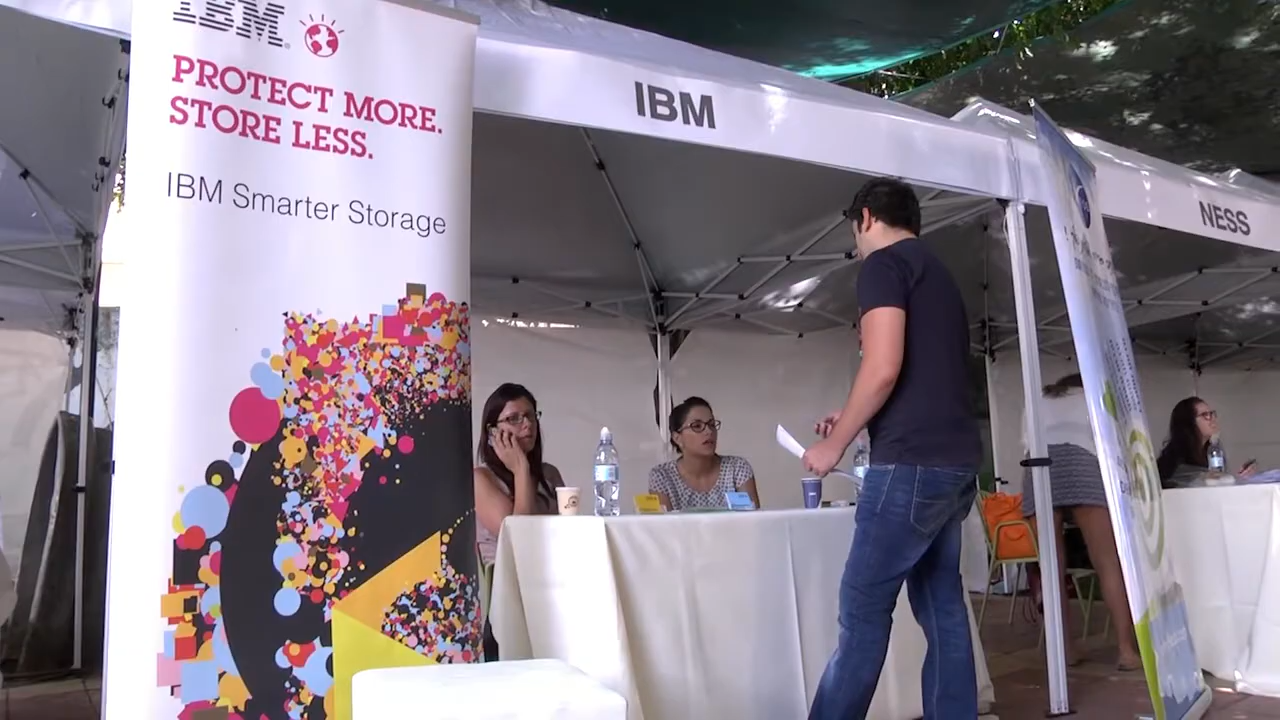 IBM
PROTECT MORE.
STORE LESS.
IBM Smarter Storage
IBM
NESS